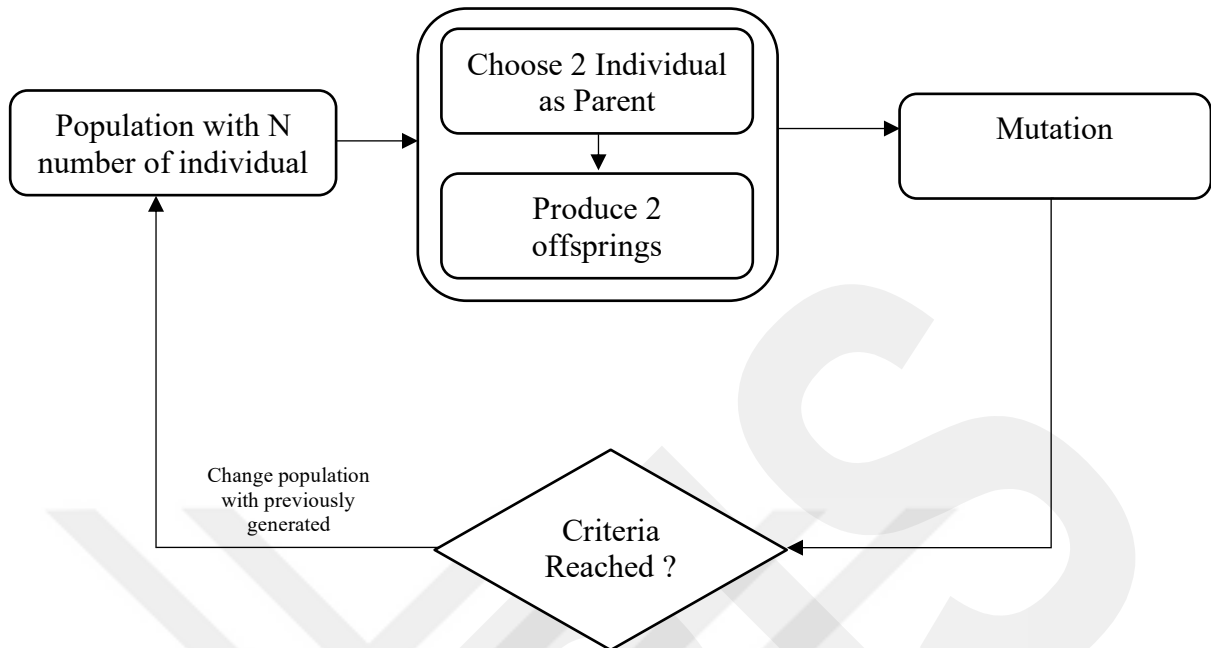 Population with N
number of individual
Choose 2 Individual
as Parent
Produce 2
offsprings
Mutation
Criteria
Reached ?
Change population
with previously
generated